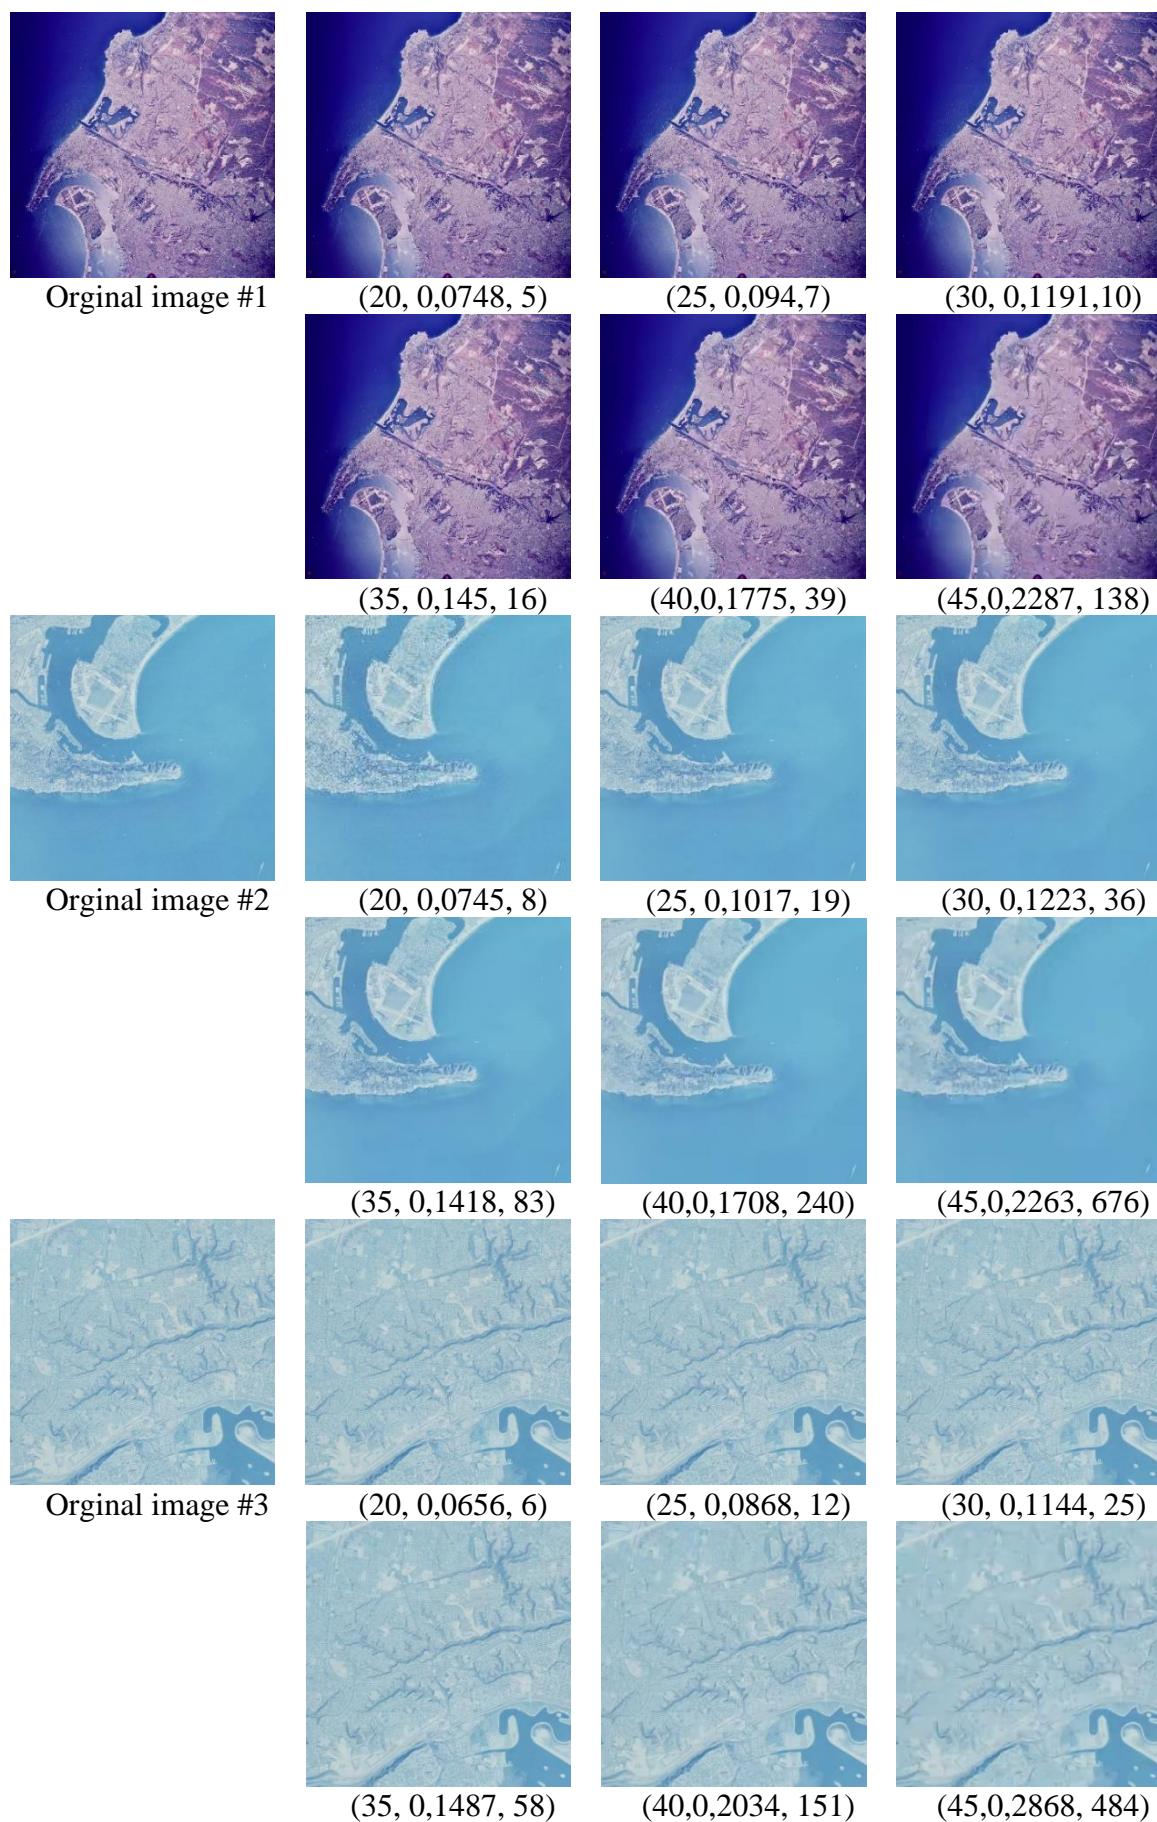 Orginal image #1 (20, 0,0748, 5) (25, 0,094,7) (30, 0,1191,10)
(35, 0,145, 16) (40,0,1775, 39) (45,0,2287, 138)
Orginal image #2 (20, 0,0745, 8) (25, 0,1017, 19) (30, 0,1223, 36)
(35, 0,1418, 83) (40,0,1708, 240) (45,0,2263, 676)
Orginal image #3 (20, 0,0656, 6) (25, 0,0868, 12) (30, 0,1144, 25)
(35, 0,1487, 58) (40,0,2034, 151) (45,0,2868, 484)